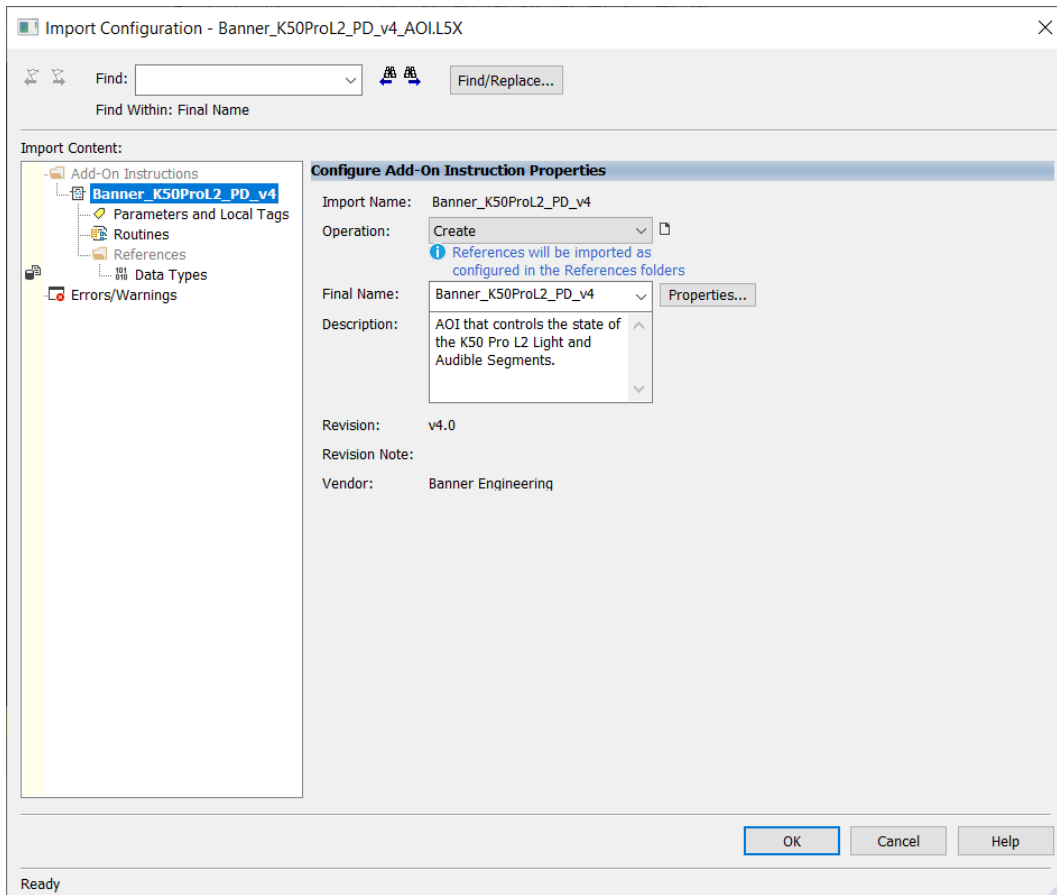 Import Configuration - Banner_K50ProL2_PD_v4_AOI.L5X
Find:
Find/Replace...
Find Within: Final Name
Import Content:
Add-On Instructions
Banner_K50ProL2_PD_v4
Parameters and Local Tags
Routines
References
101
010
Data Types
Errors/Warnings
Configure Add-On Instruction Properties
Import Name: Banner_K50ProL2_PD_v4
Operation: Create
References will be imported as
configured in the References folders
Final Name: Banner_K50ProL2_PD_v4 Properties...
Description: AOI that controls the state of
the K50 Pro L2 Light and
Audible Segments.
Revision: v4.0
Revision Note:
Vendor: Banner Engineering
OK Cancel Help
Ready